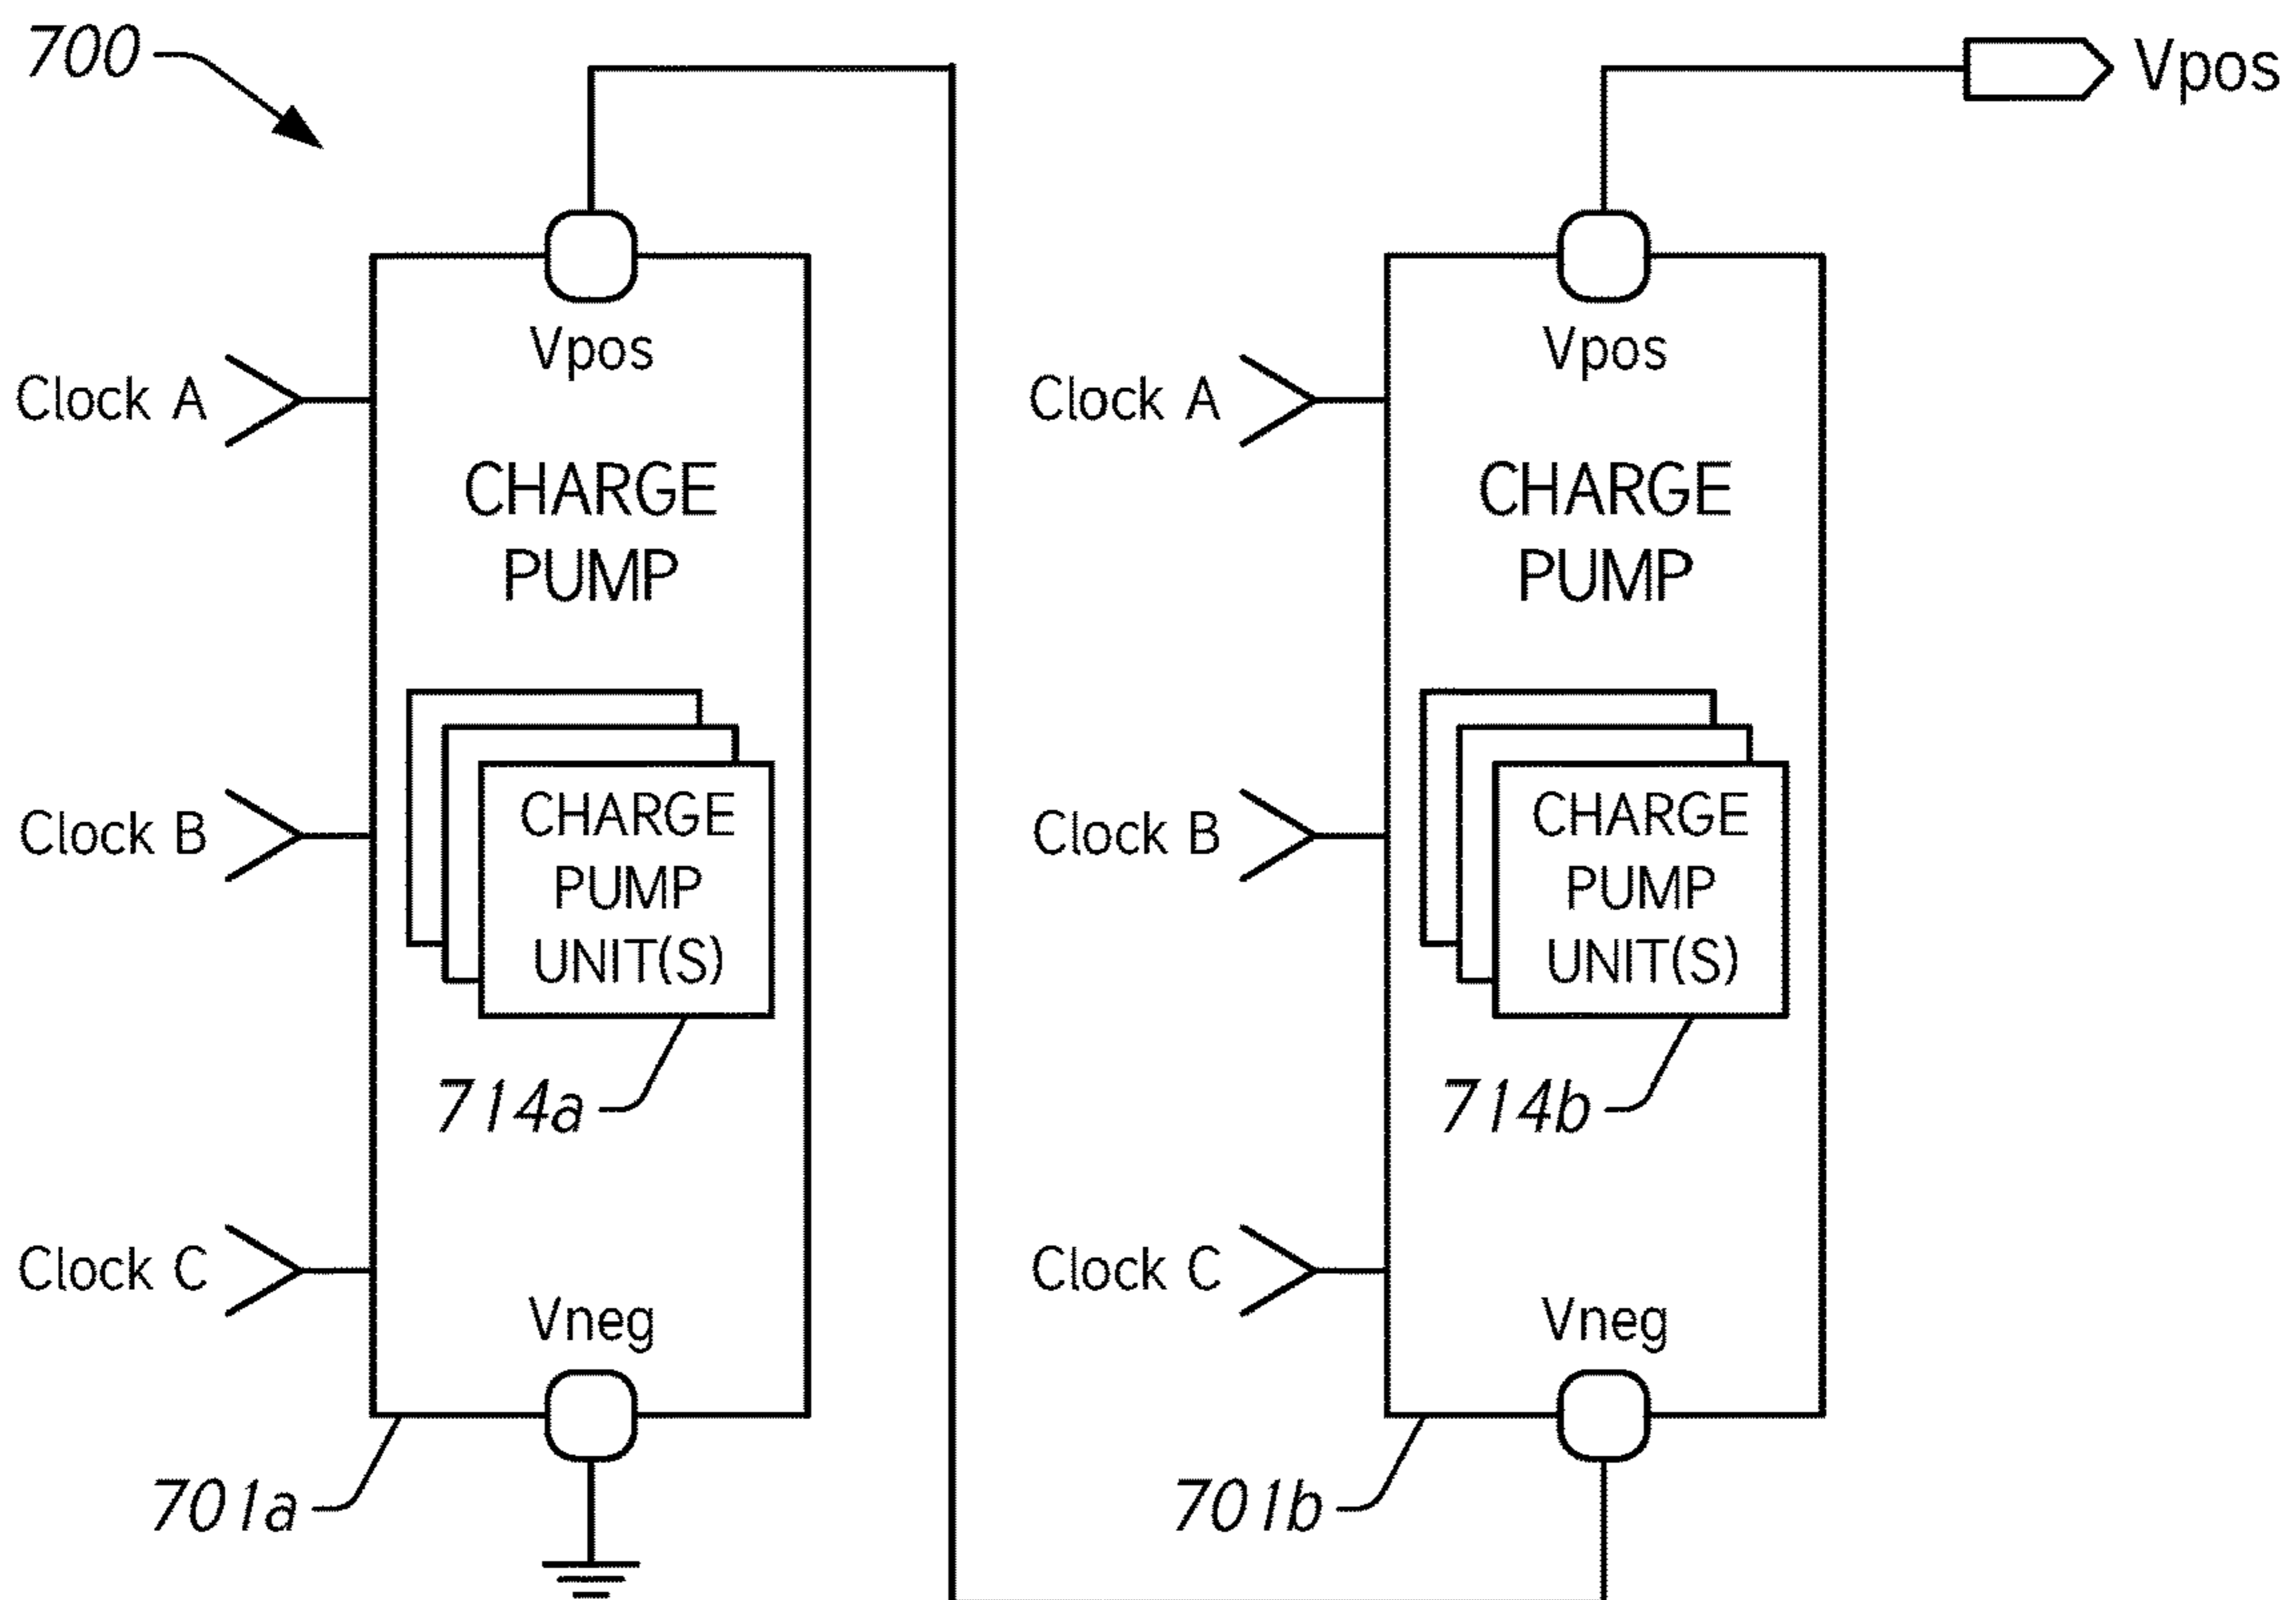 700
Vpos
Vpos
Clock A
CHARGE
PUMP
Clock B
CHARGE
PUMP
UNIT(S)
714a
Clock C
Vneg
701a
Vpos
Clock A
CHARGE
PUMP
Clock B
CHARGE
PUMP
UNIT(S)
714b
Clock C
Vneg
701b